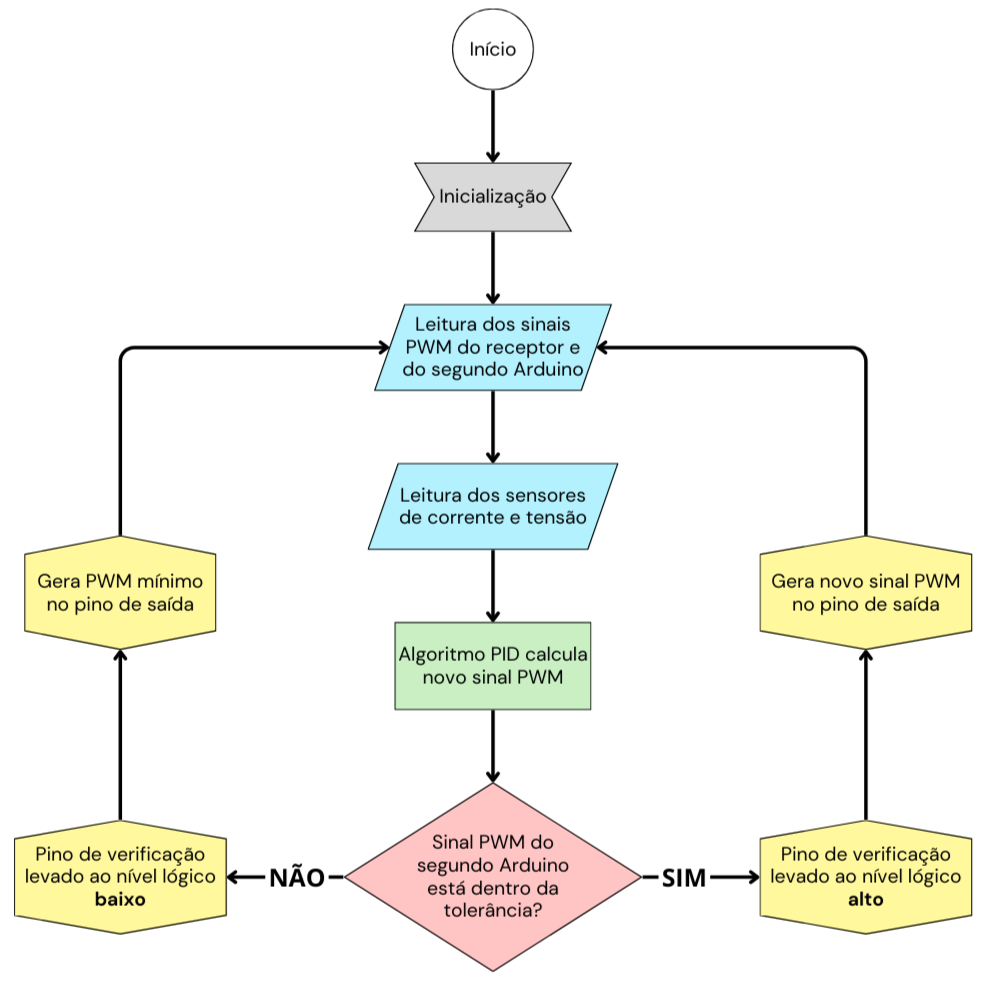 Início
Inicialização
Leitura dos sinais
PWM do receptor e
do segundo Arduino
Leitura dos sensores
de corrente e tensão
Gera PWM mínimo
no pino de saída
Gera novo sinal PWM
no pino de saída
Algoritmo PID calcula
novo sinal PWM
Sinal PWM do
segundo Arduino
está dentro da
tolerância?
NÃO
SIM
Pino de verificação
levado ao nível lógico
baixo
Pino de verificação
levado ao nível lógico
alto